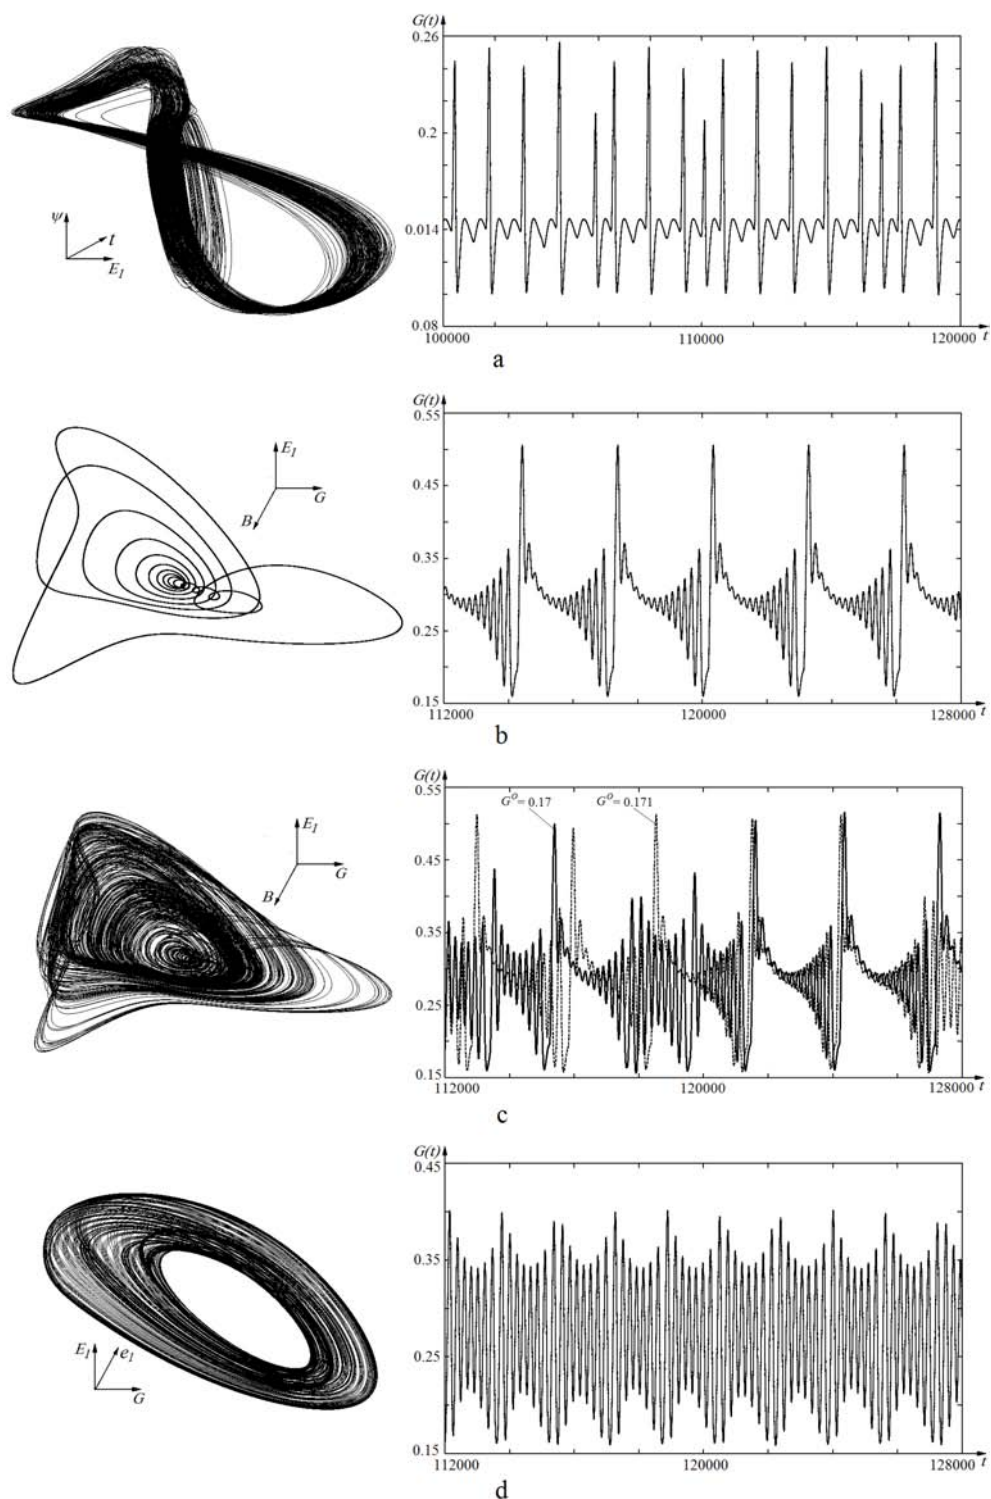 G(t)
0.26
0.2
0.014
0.08
100000
110000
120000
t
ψ
t
E1
a
G(t)
0.55
0.45
0.35
0.25
0.15
112000
120000
128000
t
E1
G
B
b
G(t)
0.55
0.45
0.35
0.25
0.15
112000
120000
128000
t
G⁰= 0.17
G⁰= 0.171
E1
G
B
c
G(t)
0.45
0.35
0.25
0.15
112000
120000
128000
t
E1
e1
G
d